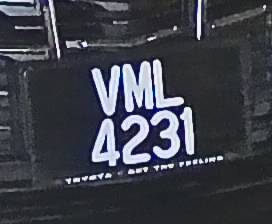 VML
4231
TOYOTA - GET THE FEELING